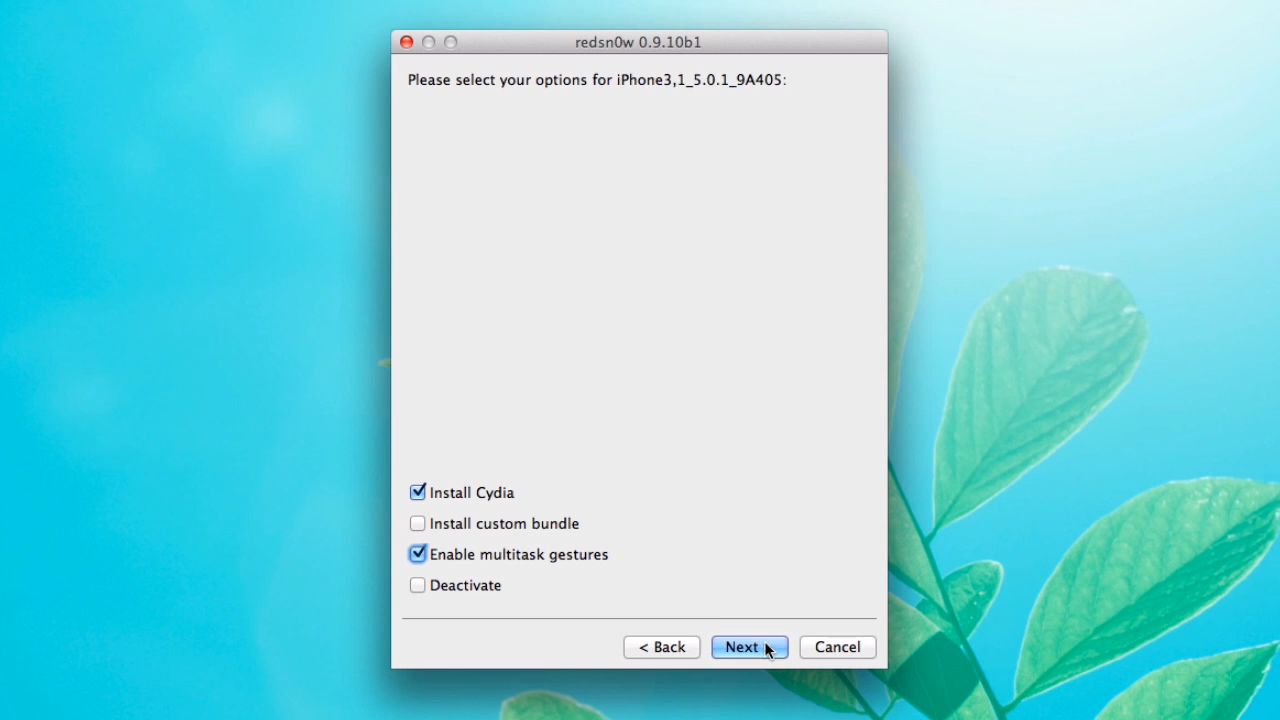 redsn0w 0.9.10b1
Please select your options for iPhone3,1_5.0.1_9A405:
Install Cydia
Install custom bundle
Enable multitask gestures
Deactivate
< Back Next Cancel